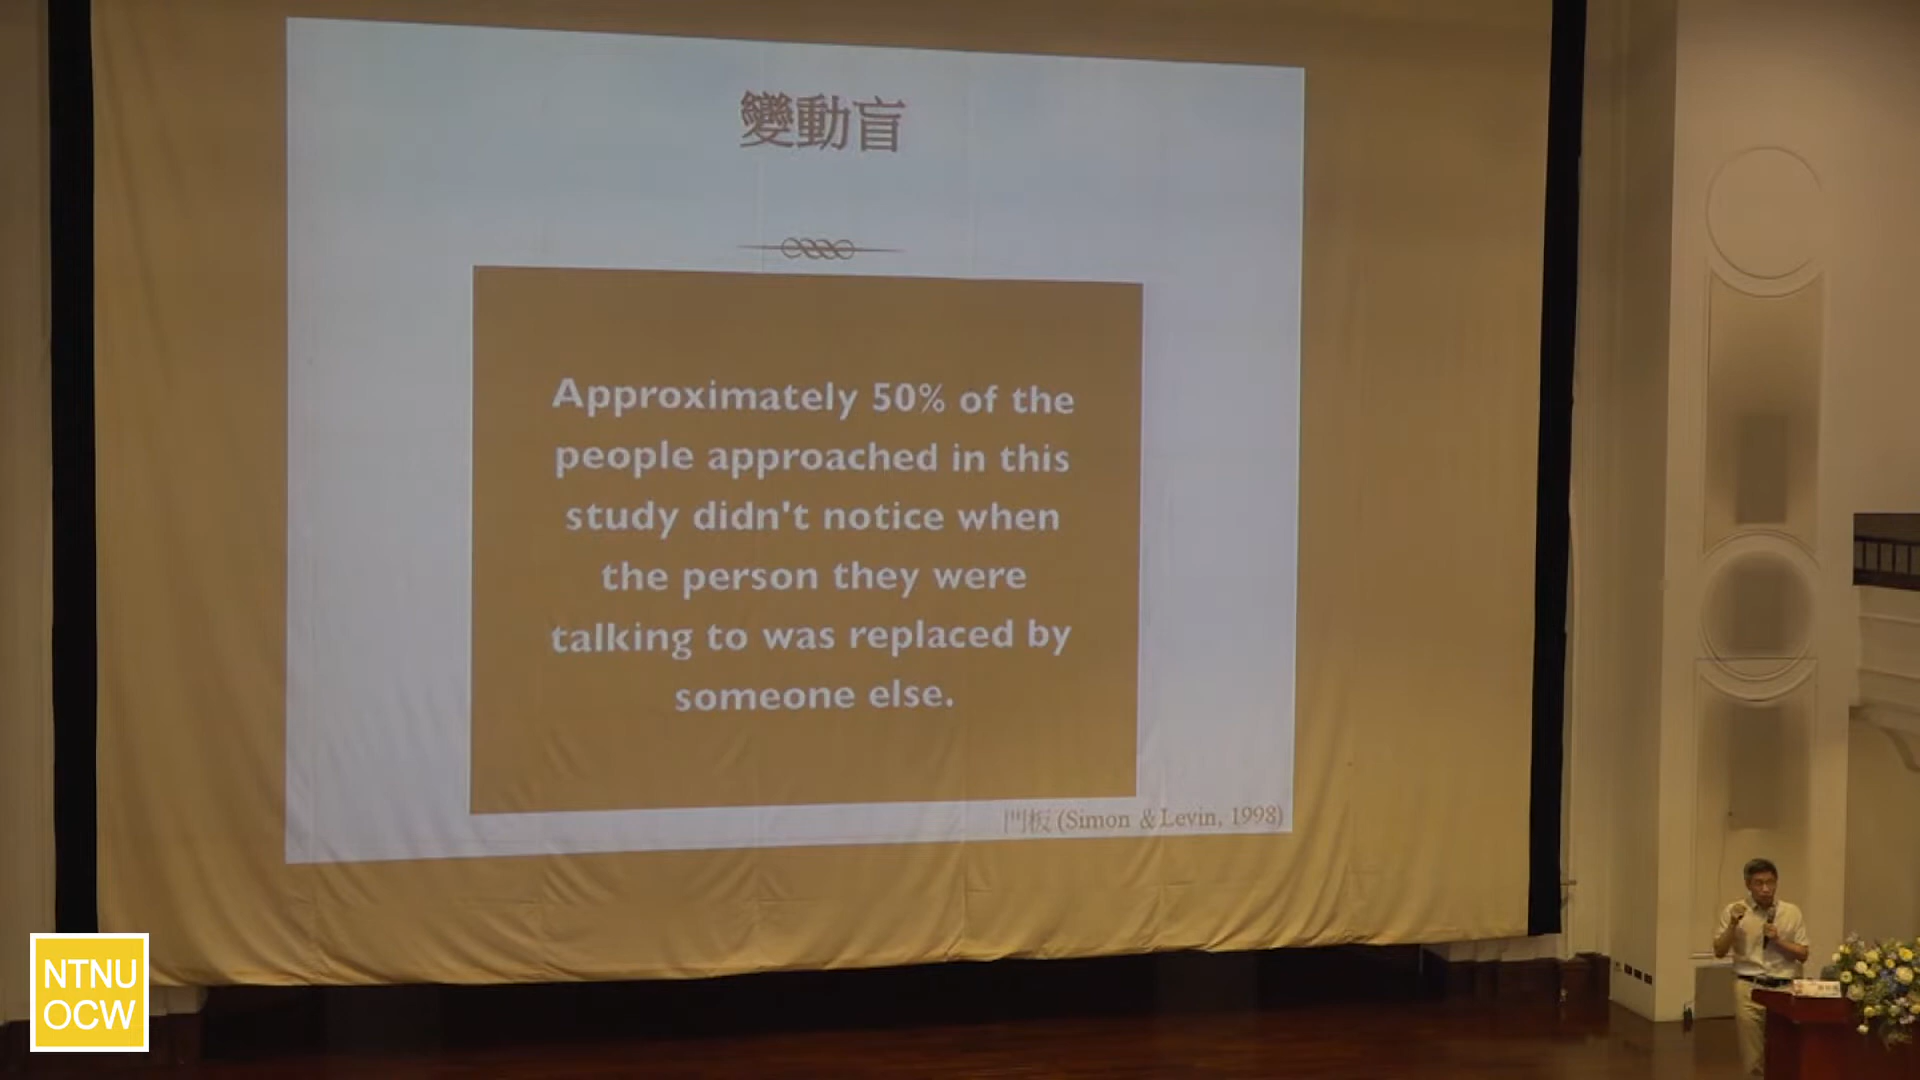 變動盲
Approximately 50% of the
people approached in this
study didn't notice when
the person they were
talking to was replaced by
someone else.
門板 (Simon & Levin, 1998)
NTNU
OCW